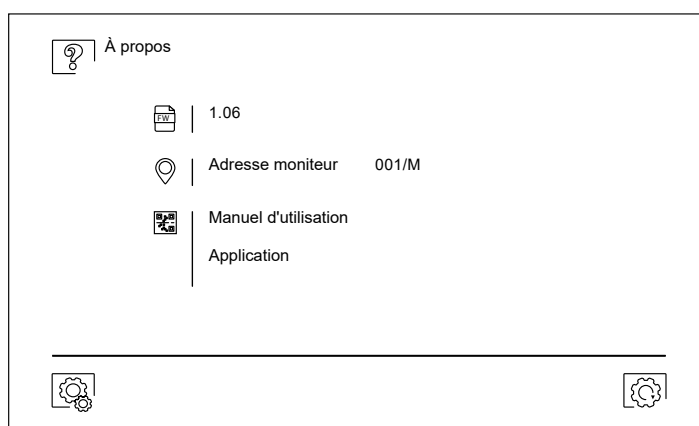 À propos
FW
1.06
Adresse moniteur 001/M
Manuel d'utilisation
Application